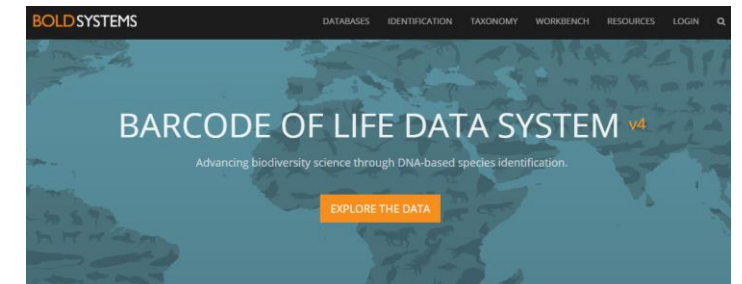 BOLDSYSTEMS DATABASES IDENTIFICATION TAXONOMY WORKBENCH RESOURCES LOGIN
BARCODE OF LIFE DATA SYSTEM v4
Advancing biodiversity science through DNA-based species identification.
EXPLORE THE DATA